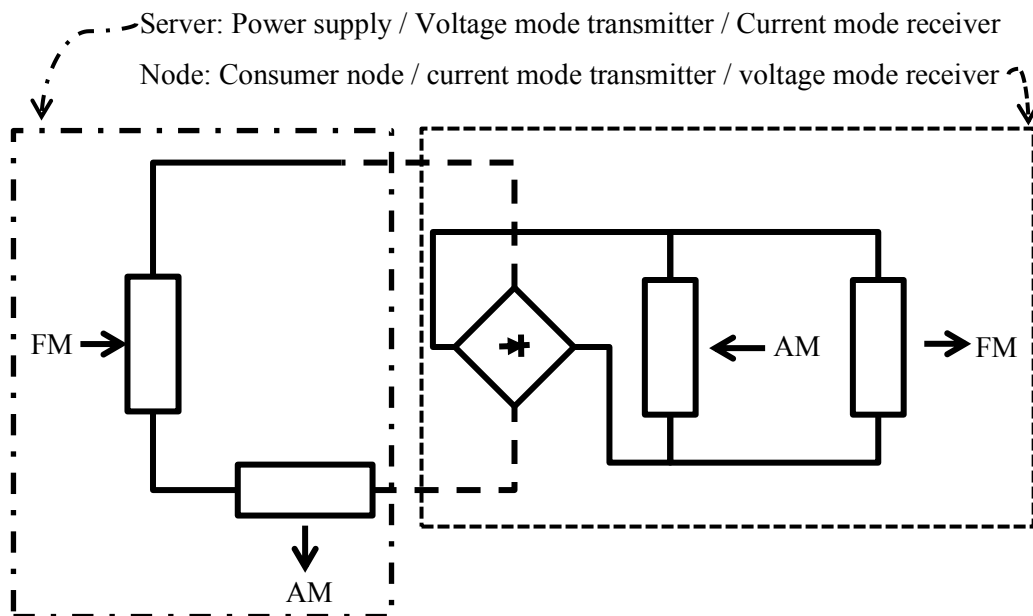 Server: Power supply / Voltage mode transmitter / Current mode receiver
Node: Consumer node / current mode transmitter / voltage mode receiver
FM
AM
FM
AM